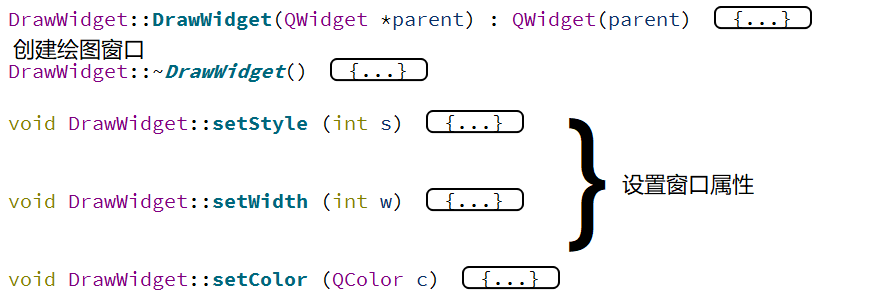 DrawWidget::DrawWidget(QWidget *parent) : QWidget(parent) {...}
创建绘图窗口
DrawWidget::~DrawWidget() {...}
void DrawWidget::setStyle (int s) {...}
void DrawWidget::setWidth (int w) {...}
} 设置窗口属性
void DrawWidget::setColor (QColor c) {...}